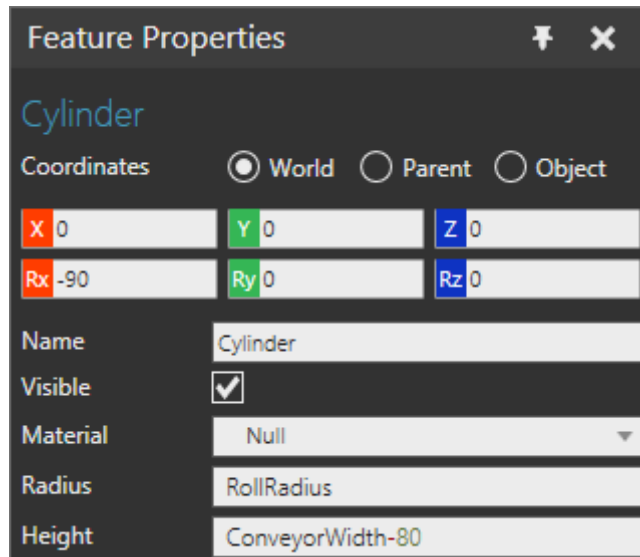 Feature Properties
Cylinder
Coordinates World Parent Object
X 0 Y 0 Z 0
Rx -90 Ry 0 Rz 0
Name Cylinder
Visible
Material Null
Radius RollRadius
Height ConveyorWidth-80